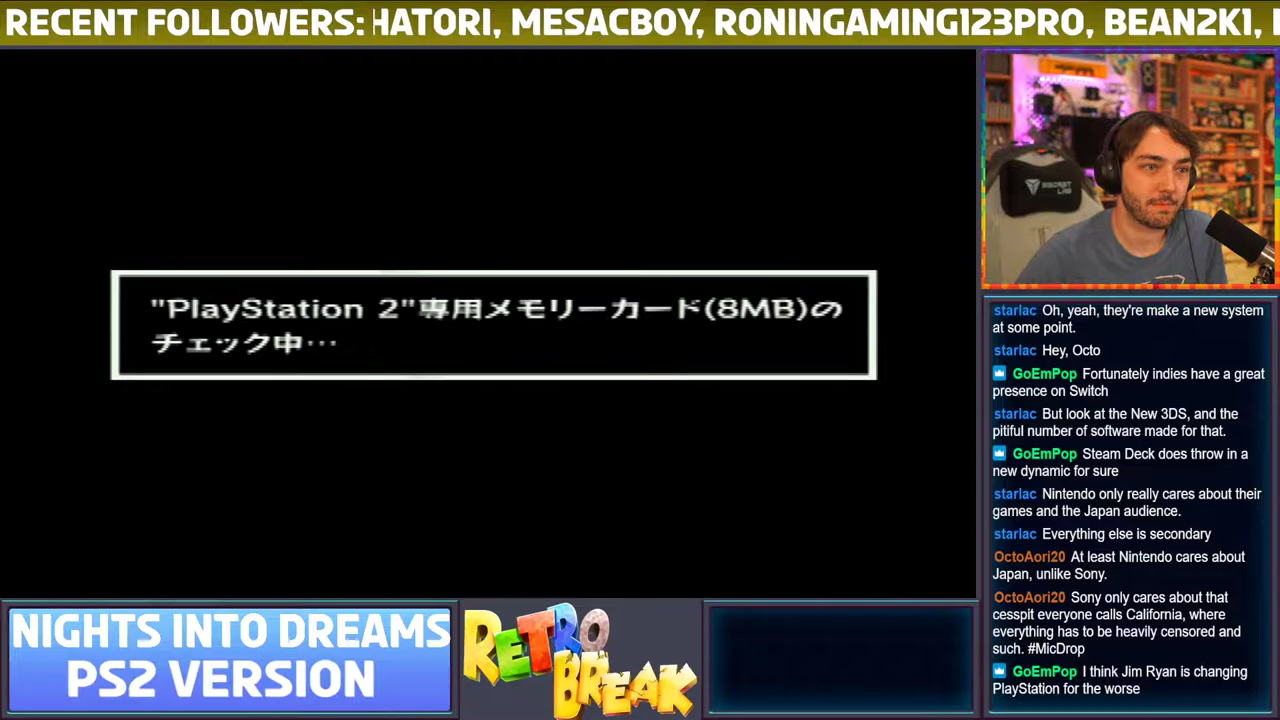 RECENT FOLLOWERS: HATORI, MESACBOY, RONINGAMING123PRO, BEAN2K1,
"PlayStation 2"専用メモリーカード(8MB)の
チェック中…
SECRET
LAB
starlac Oh, yeah, they're make a new system
at some point.
starlac Hey, Octo
GoEmPop Fortunately indies have a great
presence on Switch
starlac But look at the New 3DS, and the
pitiful number of software made for that.
GoEmPop Steam Deck does throw in a
new dynamic for sure
starlac Nintendo only really cares about their
games and the Japan audience.
starlac Everything else is secondary
OctoAori20 At least Nintendo cares about
Japan, unlike Sony.
OctoAori20 Sony only cares about that
cesspit everyone calls California, where
everything has to be heavily censored and
such. #MicDrop
GoEmPop I think Jim Ryan is changing
PlayStation for the worse
NIGHTS INTO DREAMS
PS2 VERSION
RETRO
BREAK